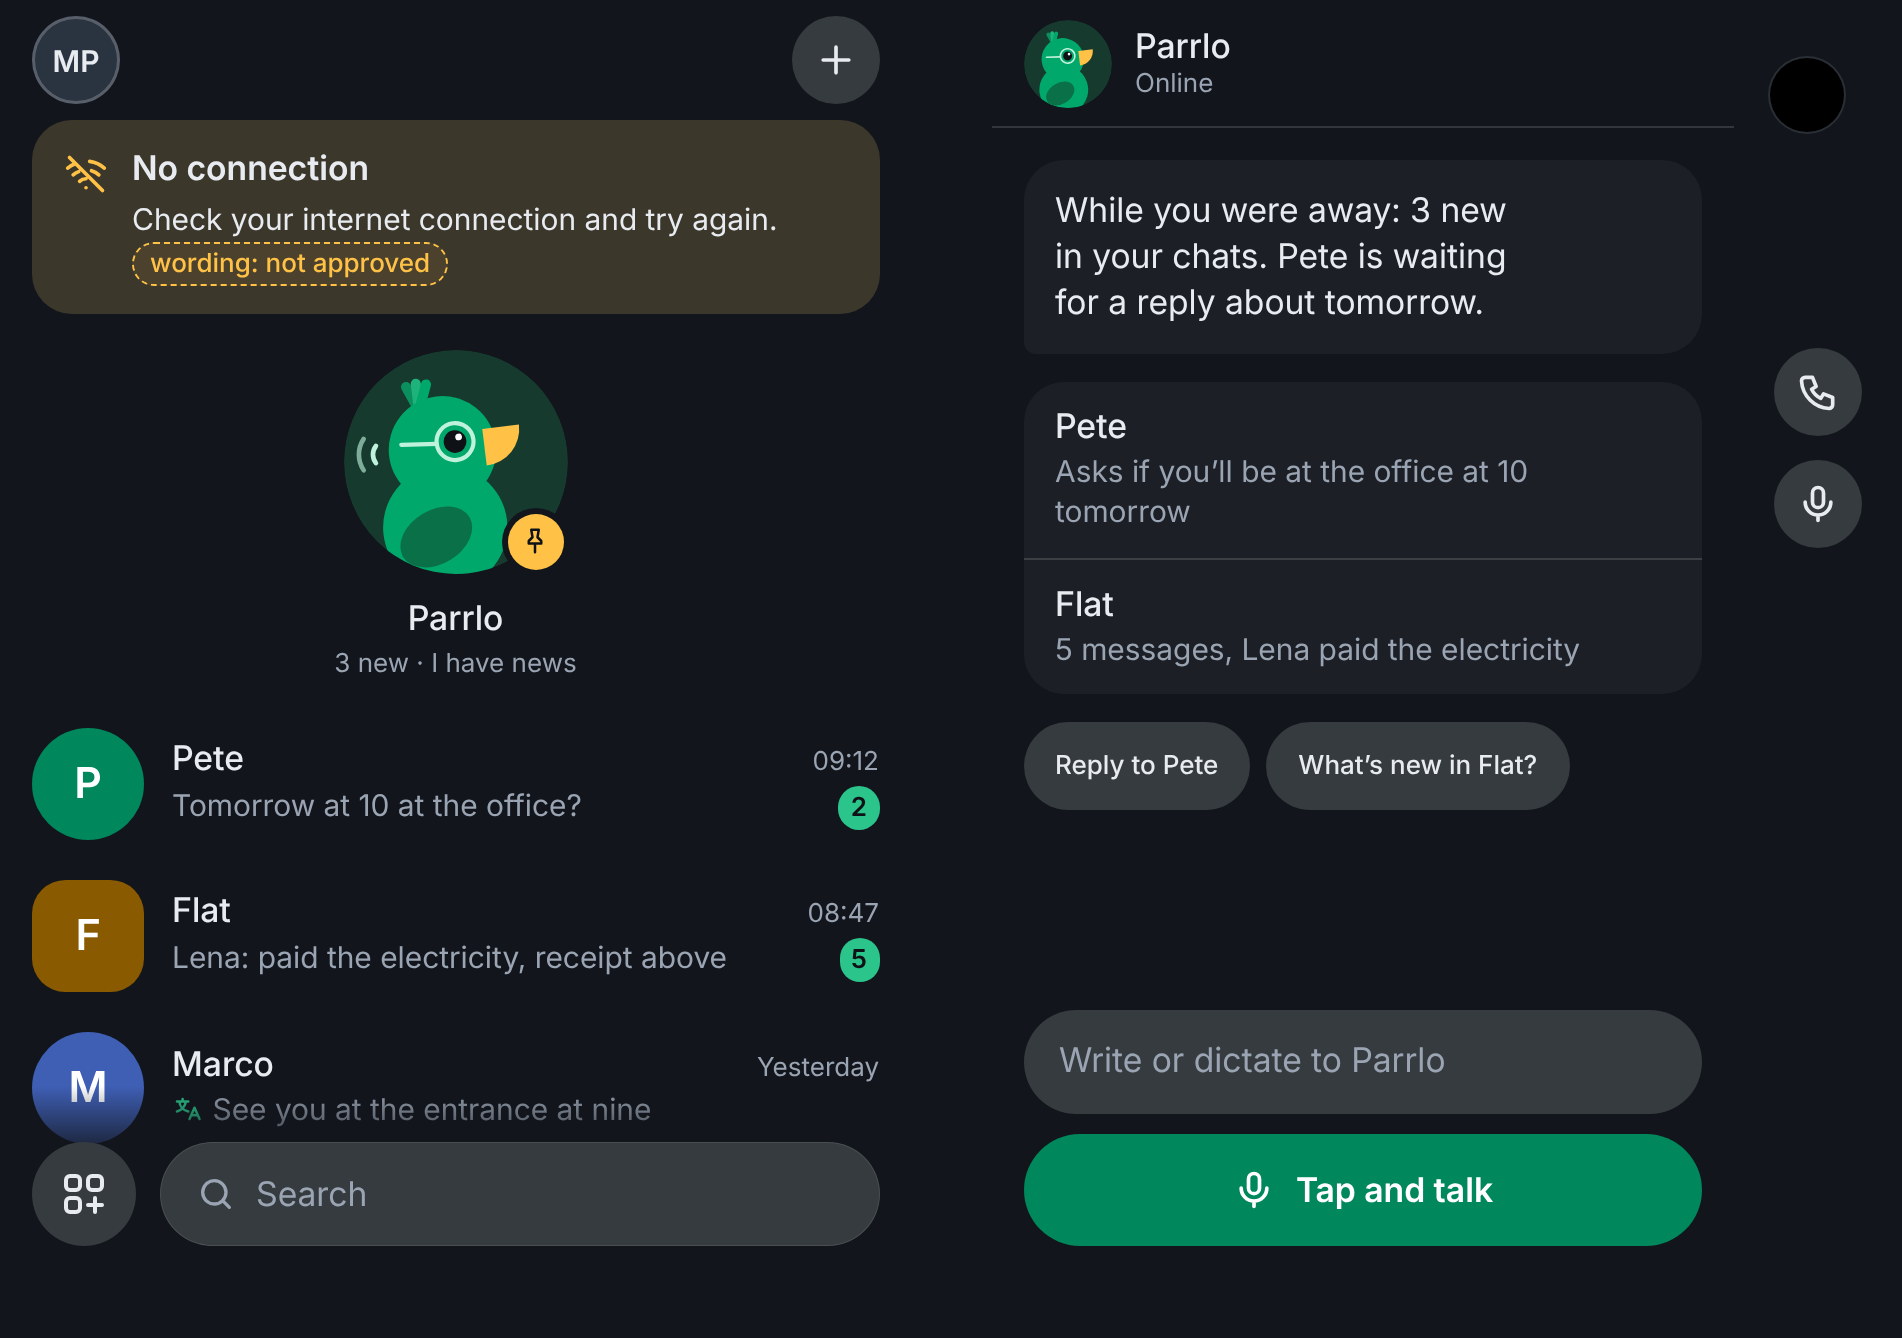 MP
No connection
Check your internet connection and try again.
wording: not approved
Parrlo
3 new · I have news
P
Pete
09:12
Tomorrow at 10 at the office?
2
F
Flat
08:47
Lena: paid the electricity, receipt above
5
M
Marco
Yesterday
See you at the entrance at nine
Search
Parrlo
Online
While you were away: 3 new
in your chats. Pete is waiting
for a reply about tomorrow.
Pete
Asks if you’ll be at the office at 10
tomorrow
Flat
5 messages, Lena paid the electricity
Reply to Pete
What’s new in Flat?
Write or dictate to Parrlo
Tap and talk